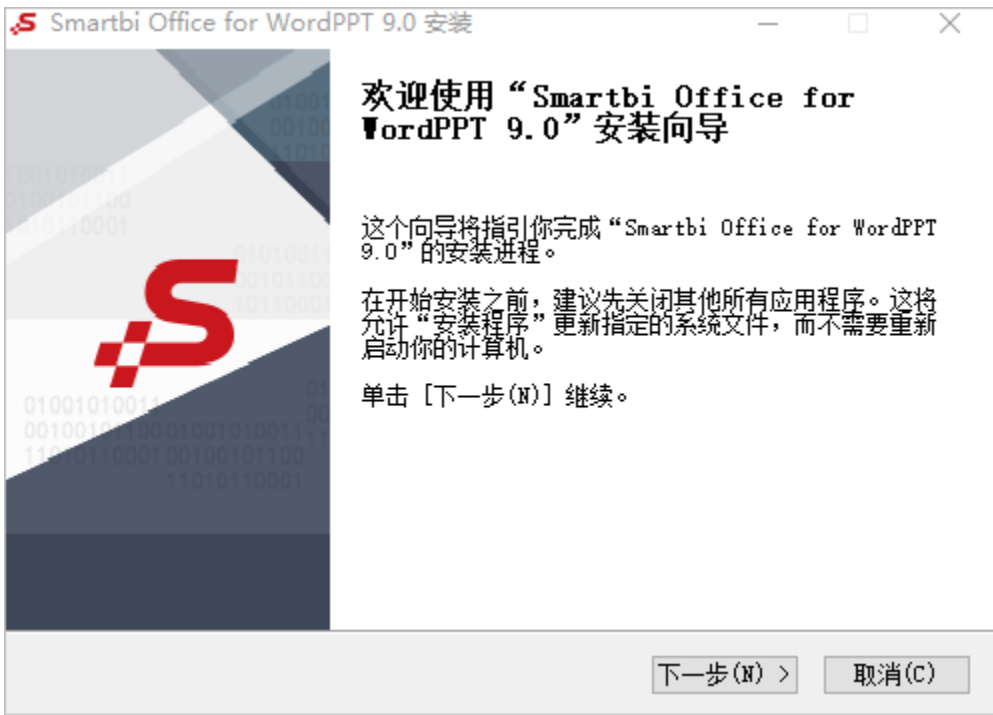 Smartbi Office for WordPPT 9.0 安装
欢迎使用“Smartbi Office for
WordPPT 9.0”安装向导
这个向导将指引你完成“Smartbi Office for WordPPT
9.0”的安装进程。
在开始安装之前，建议先关闭其他所有应用程序。这将
允许“安装程序”更新指定的系统文件，而不需要重新
启动你的计算机。
单击 [下一步(N)] 继续。
下一步(N) >
取消(C)